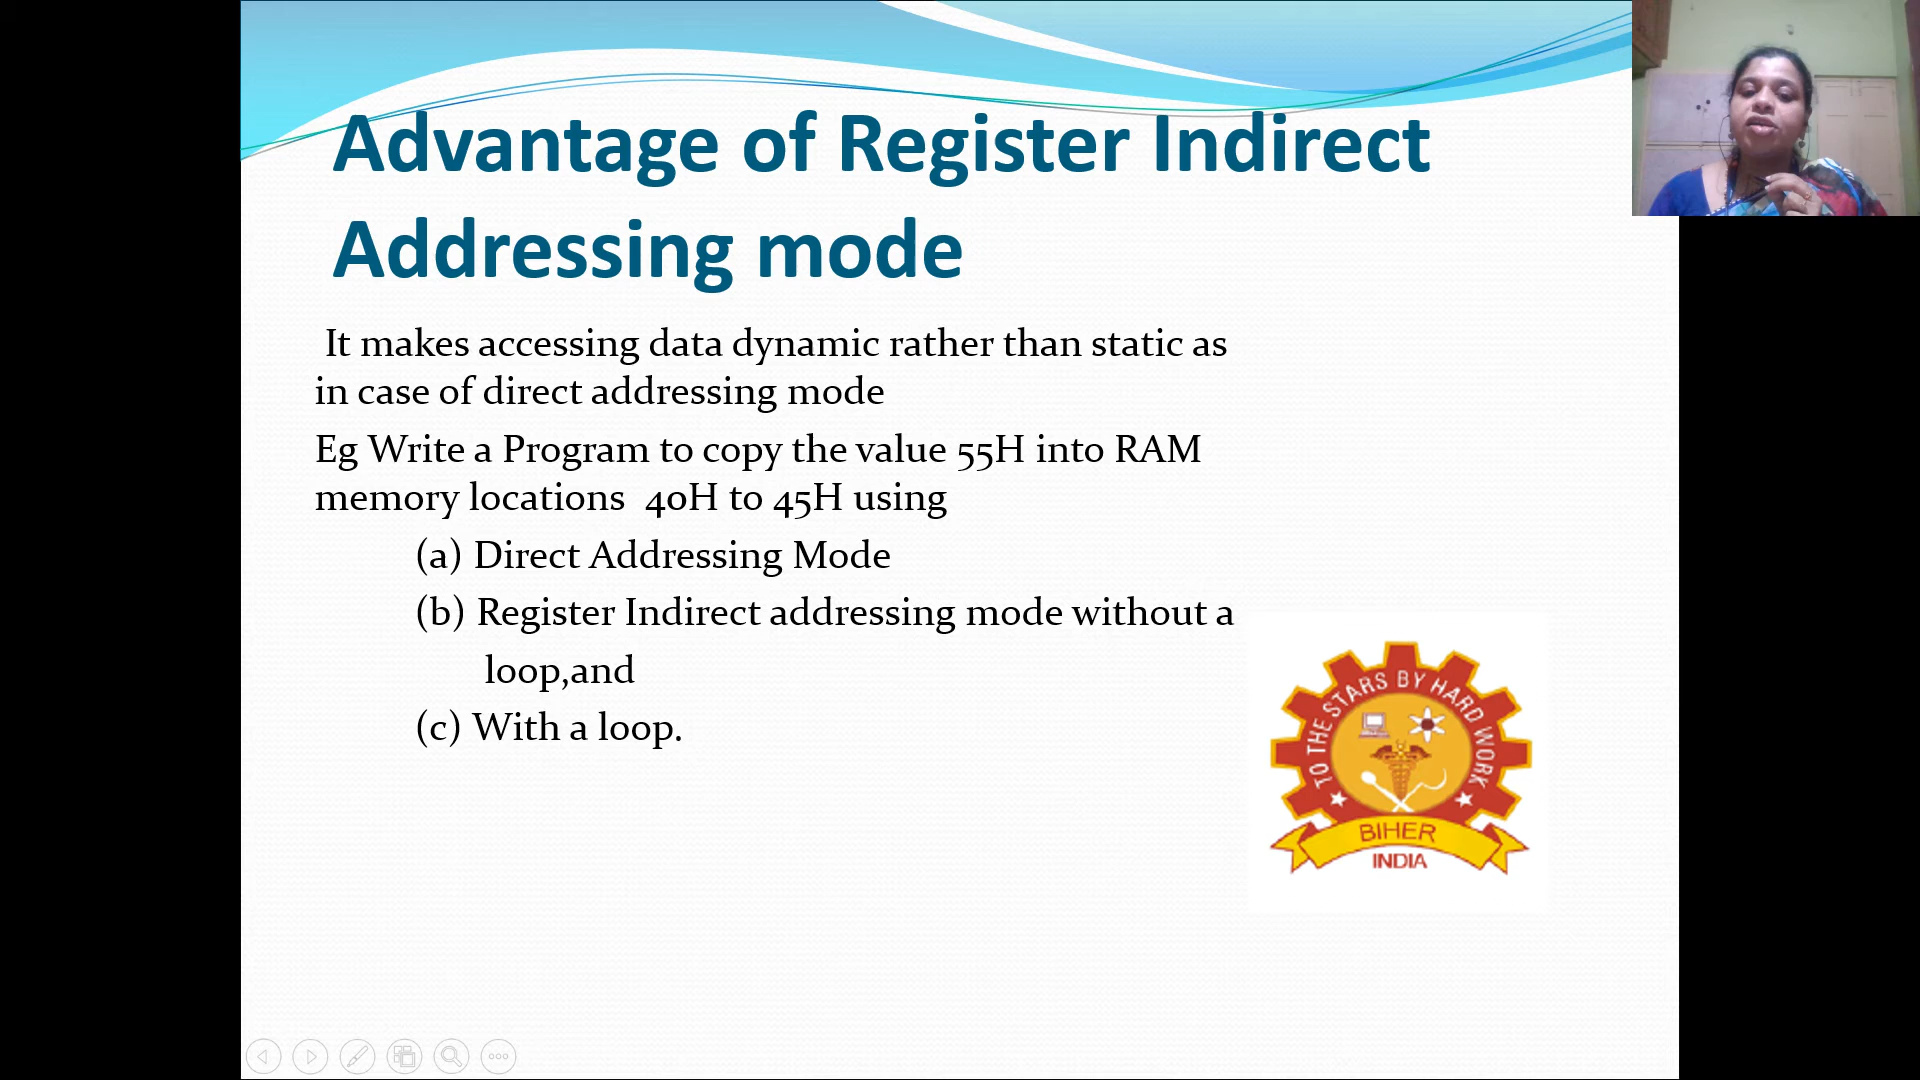 Advantage of Register Indirect
Addressing mode
It makes accessing data dynamic rather than static as
in case of direct addressing mode
Eg Write a Program to copy the value 55H into RAM
memory locations 40H to 45H using
(a) Direct Addressing Mode
(b) Register Indirect addressing mode without a
loop,and
(c) With a loop.
TO THE STARS BY HARD WORK
BIHER
INDIA